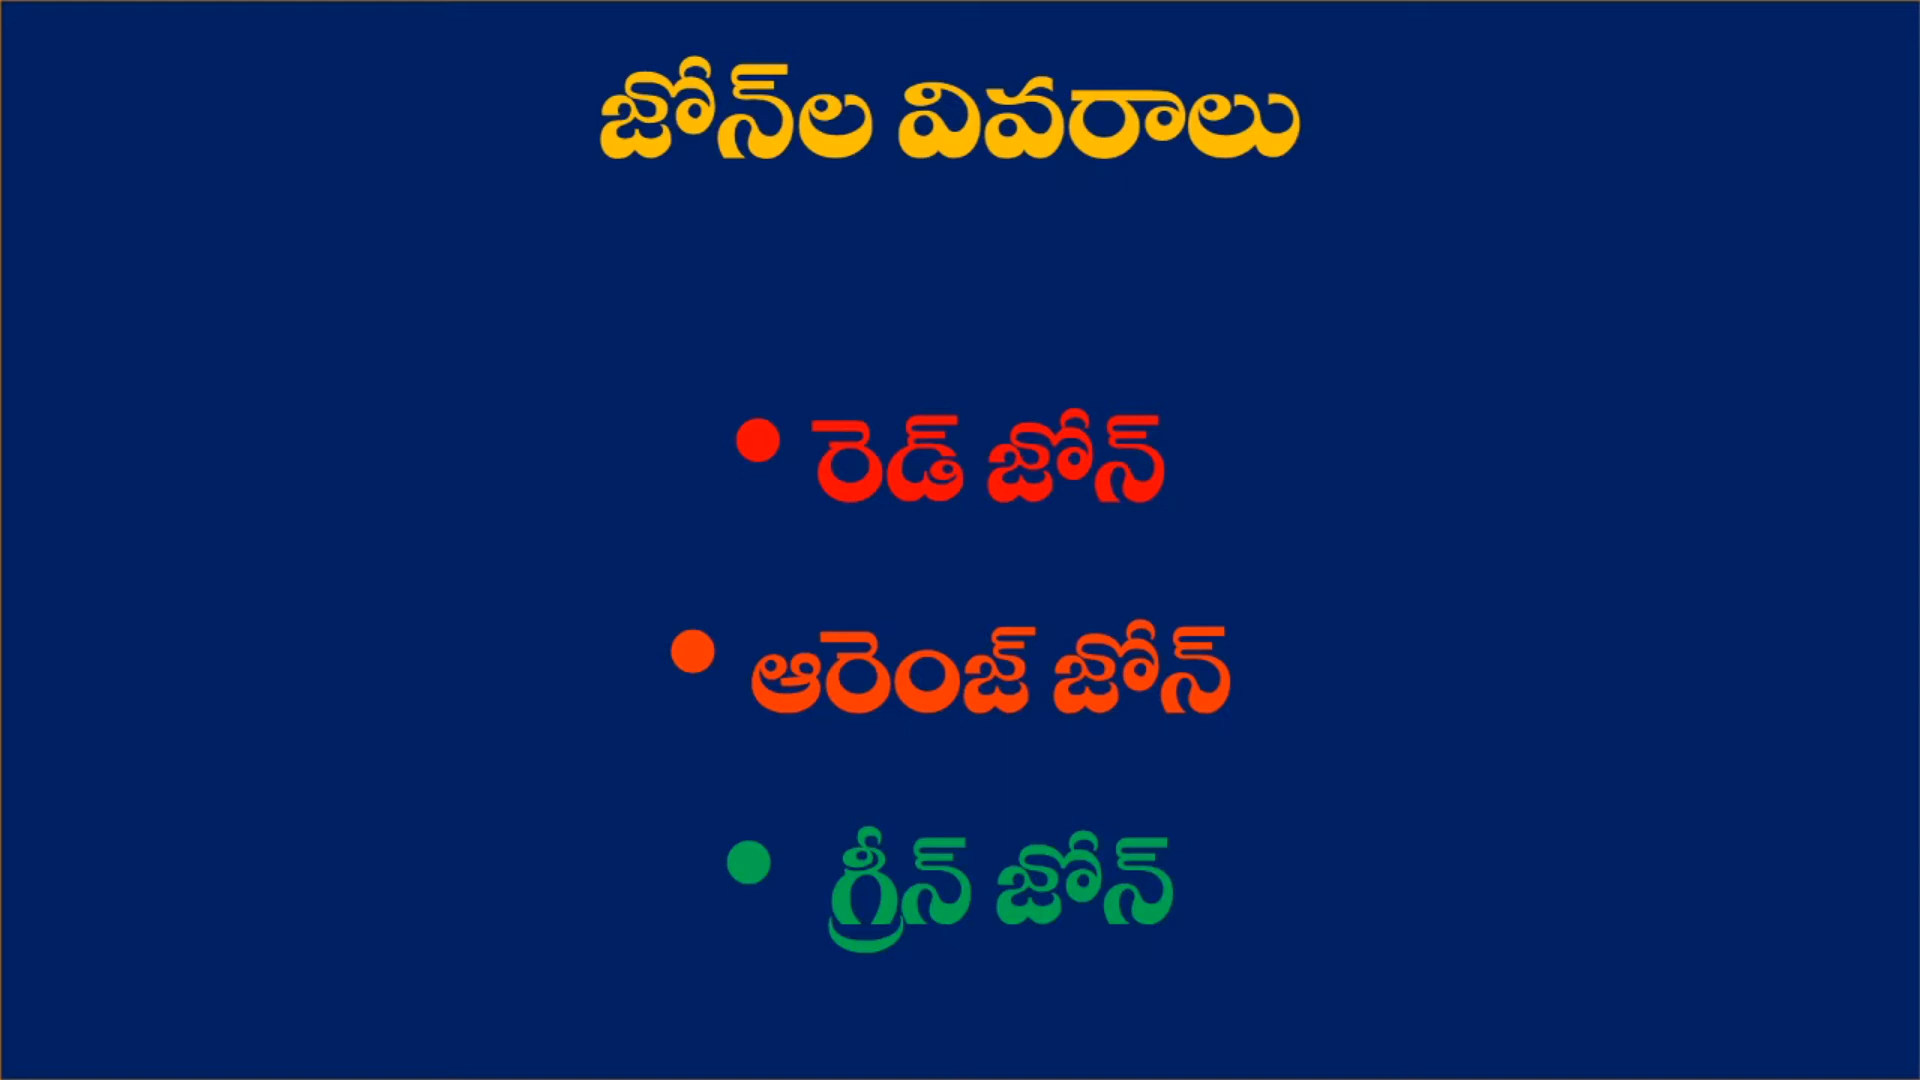 జోన్‌ల వివరాలు
• రెడ్ జోన్
• ఆరెంజ్ జోన్
• గ్రీన్ జోన్